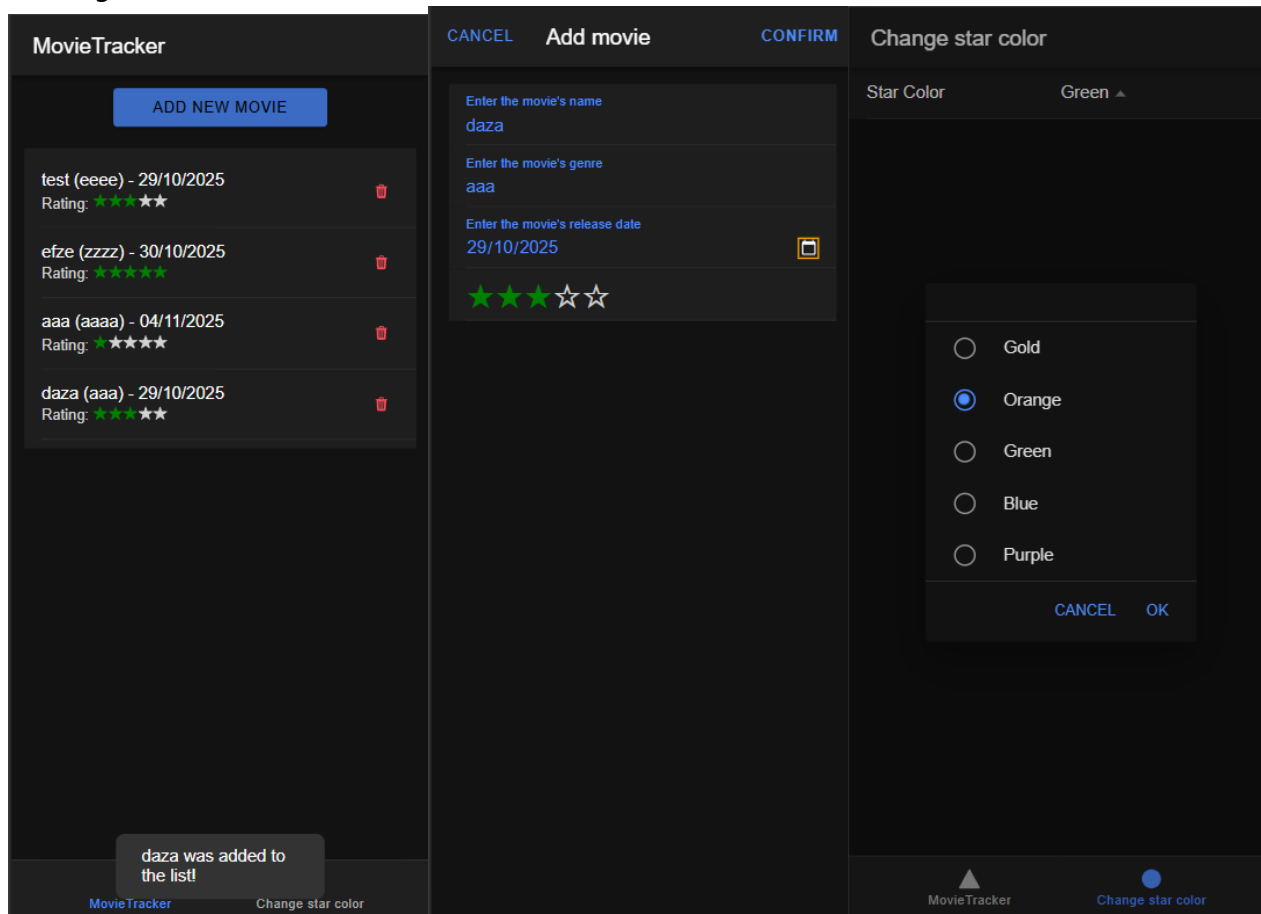 MovieTracker
ADD NEW MOVIE
test (eeee) - 29/10/2025
Rating: ★★★★★
efze (zzzz) - 30/10/2025
Rating: ★★★★★
aaa (aaaa) - 04/11/2025
Rating: ★★★★★
daza (aaa) - 29/10/2025
Rating: ★★★★★
daza was added to
the list!
MovieTracker
Change star color
CANCEL
Add movie
CONFIRM
Enter the movie's name
daza
Enter the movie's genre
aaa
Enter the movie's release date
29/10/2025
★★★☆☆
Change star color
Star Color
Green
Gold
Orange
Green
Blue
Purple
CANCEL
OK
MovieTracker
Change star color